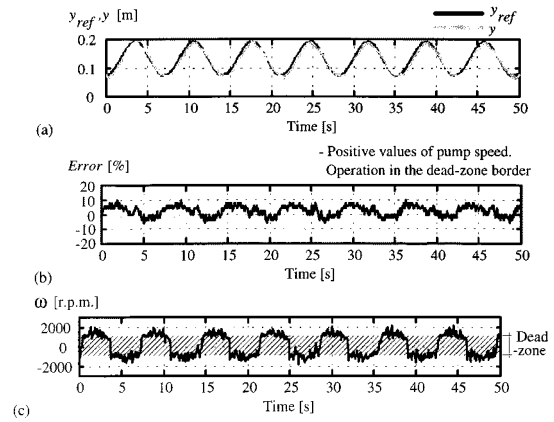 y_ref ,y [m]
y_ref
y
0.2
0.1
0
0 5 10 15 20 25 30 35 40 45 50
Time [s]
(a)
- Positive values of pump speed.
Operation in the dead-zone border
Error [%]
20
10
0
-10
-20
0 5 10 15 20 25 30 35 40 45 50
Time [s]
(b)
ω [r.p.m.]
2000
0
-2000
Dead
-zone
0 5 10 15 20 25 30 35 40 45 50
Time [s]
(c)